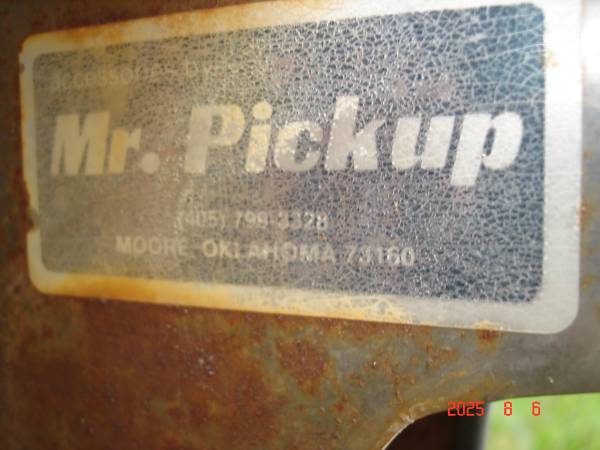 ACCESSORIES by
Mr. Pickup
(405) 799-3328
MOORE, OKLAHOMA 73160
2025 8 6